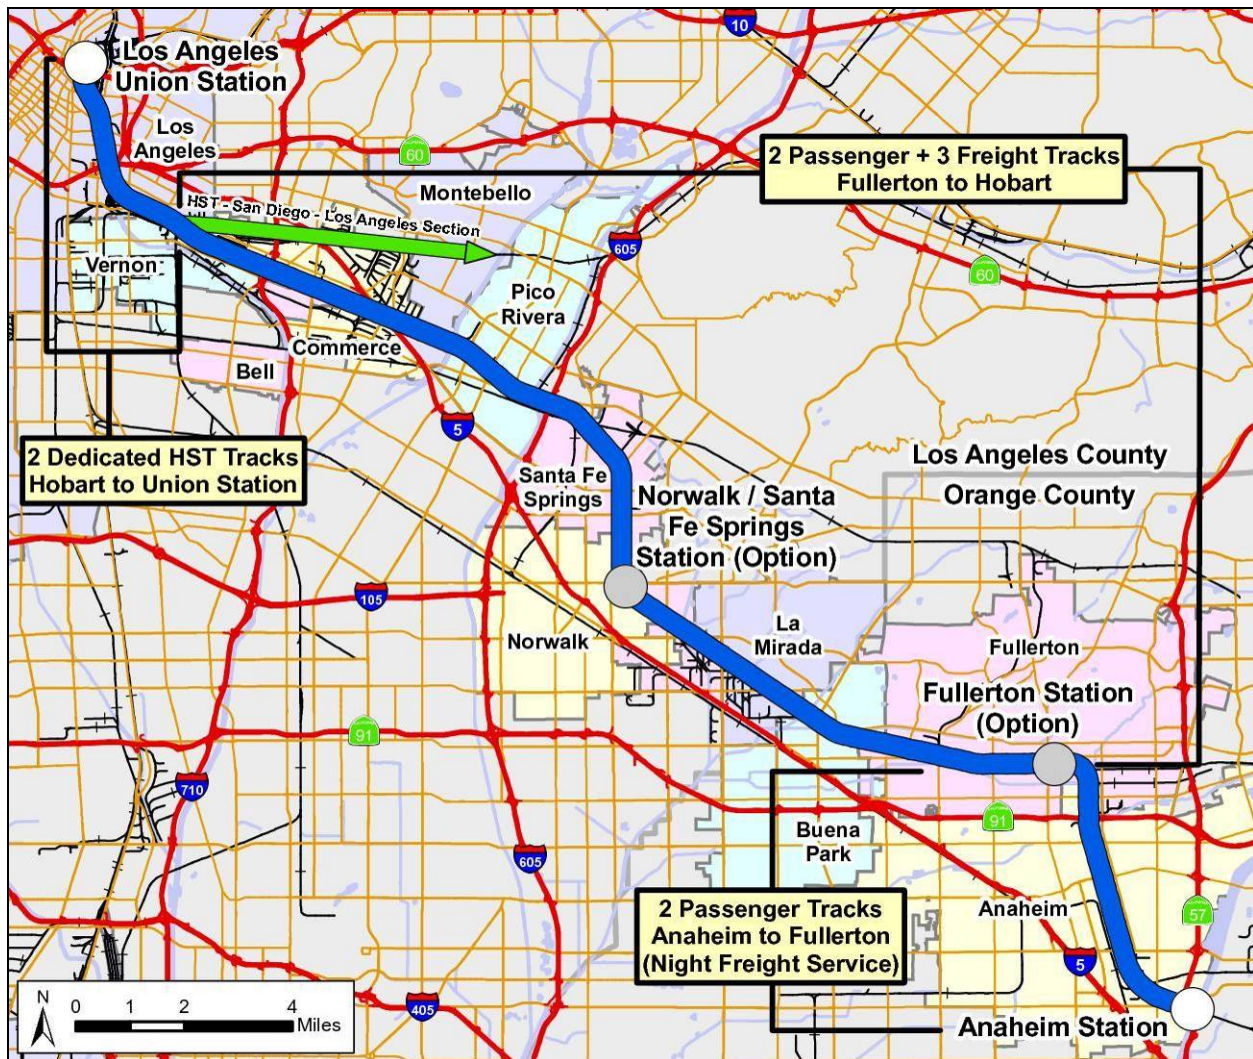 10
Los Angeles
Union Station
Los
Angeles
60
2 Passenger + 3 Freight Tracks
Fullerton to Hobart
Montebello
HST - San Diego - Los Angeles Section
605
60
Vernon
Pico
Rivera
Commerce
Bell
5
2 Dedicated HST Tracks
Hobart to Union Station
Los Angeles County
Orange County
Santa Fe
Springs
Norwalk / Santa
Fe Springs
Station (Option)
105
Norwalk
La
Mirada
Fullerton
Fullerton Station
(Option)
91
710
91
Buena
Park
605
2 Passenger Tracks
Anaheim to Fullerton
(Night Freight Service)
Anaheim
57
5
N
0 1 2 4
Miles
405
Anaheim Station